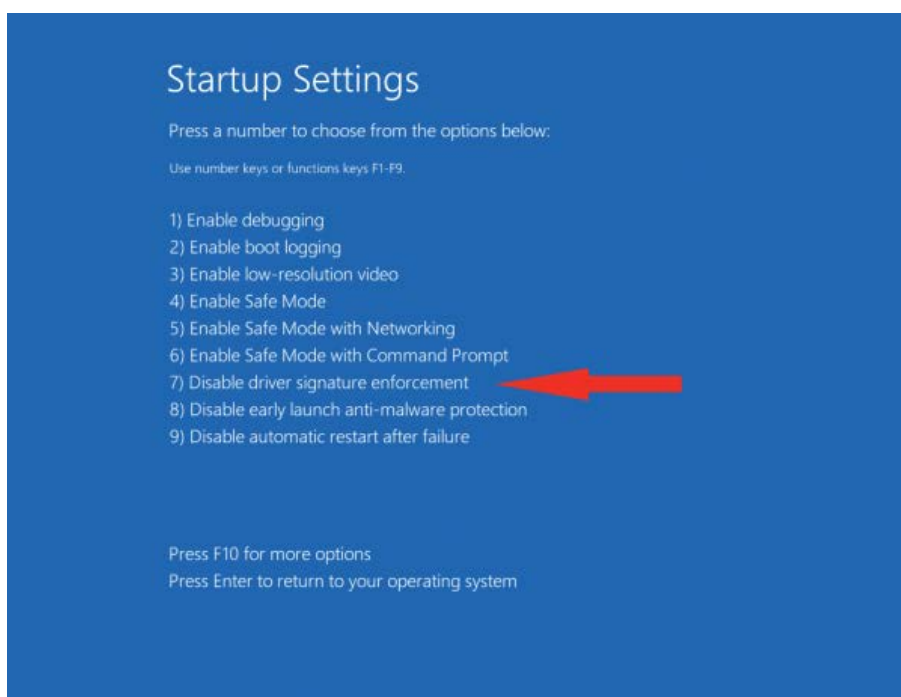 Startup Settings
Press a number to choose from the options below:
Use number keys or functions keys F1-F9.
1) Enable debugging
2) Enable boot logging
3) Enable low-resolution video
4) Enable Safe Mode
5) Enable Safe Mode with Networking
6) Enable Safe Mode with Command Prompt
7) Disable driver signature enforcement
8) Disable early launch anti-malware protection
9) Disable automatic restart after failure
Press F10 for more options
Press Enter to return to your operating system